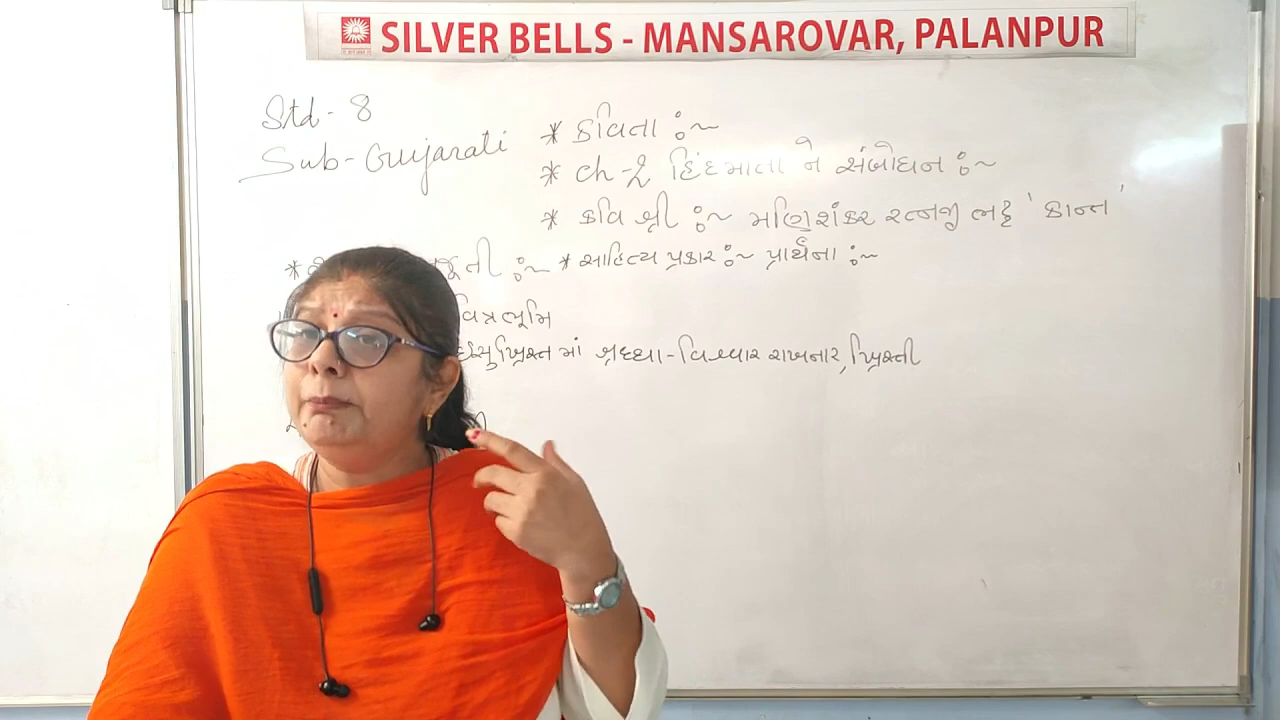 SILVER BELLS - MANSAROVAR, PALANPUR
Std - 8
Sub - Gujarati
* કવિતા :~
* ch-2 હિંદમાતા ને સંબોધન :~
* કવિ શ્રી :~ મણિશંકર રત્નજી ભટ્ટ 'કાન્ત'
* સાહિત્ય પ્રકાર :~ પ્રાર્થના :~
ઈસુ ખ્રિસ્ત માં શ્રધ્ધા - વિશ્વાસ રાખનાર, ખ્રિસ્તી